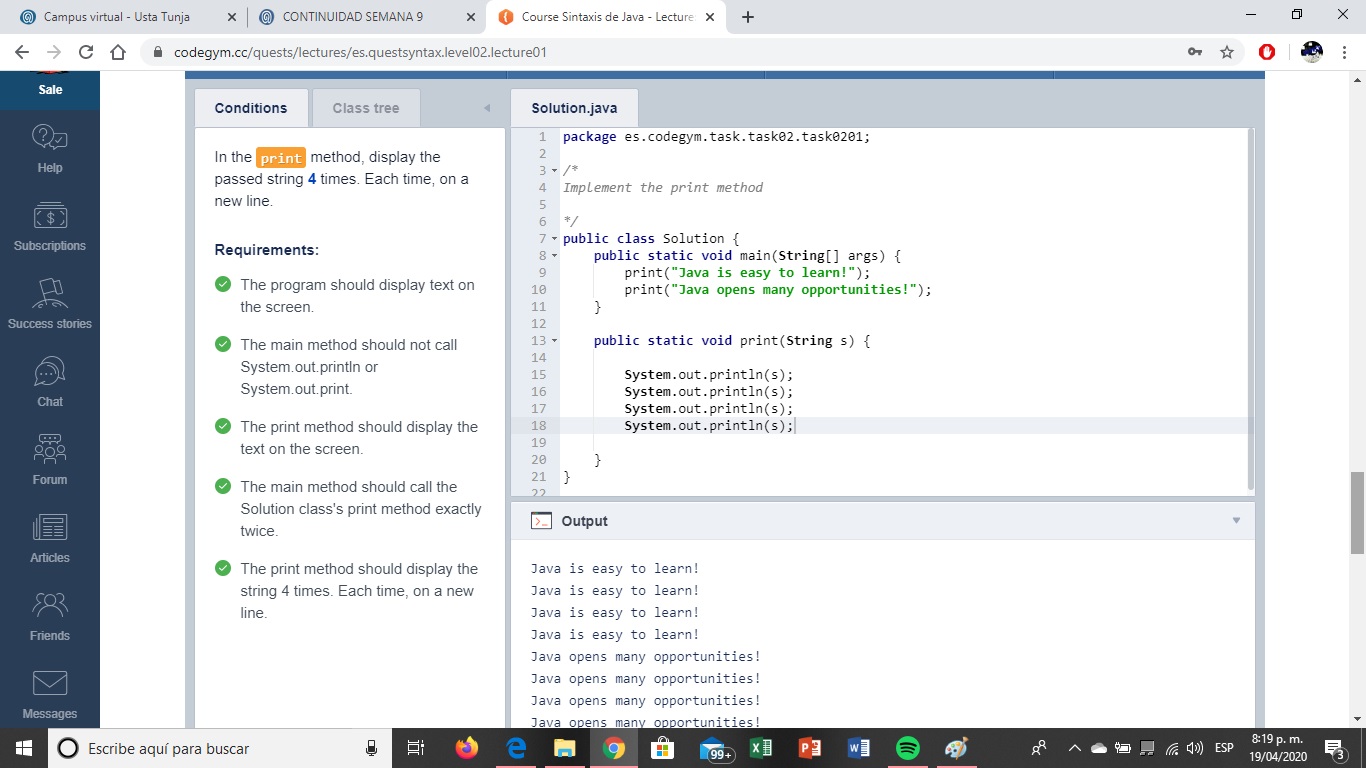 Campus virtual - Usta Tunja
CONTINUIDAD SEMANA 9
Course Sintaxis de Java - Lecture
codegym.cc/quests/lectures/es.questsyntax.level02.lecture01
Sale
Help
Subscriptions
Success stories
Chat
Forum
Articles
Friends
Messages
Conditions
Class tree
In the print method, display the
passed string 4 times. Each time, on a
new line.
Requirements:
The program should display text on
the screen.
The main method should not call
System.out.println or
System.out.print.
The print method should display the
text on the screen.
The main method should call the
Solution class's print method exactly
twice.
The print method should display the
string 4 times. Each time, on a new
line.
Solution.java
1 package es.codegym.task.task02.task0201;
2
3 /*
4 Implement the print method
5
6 */
7 public class Solution {
8 public static void main(String[] args) {
9 print("Java is easy to learn!");
10 print("Java opens many opportunities!");
11 }
12
13 public static void print(String s) {
14
15 System.out.println(s);
16 System.out.println(s);
17 System.out.println(s);
18 System.out.println(s);
19
20 }
21 }
22
Output
Java is easy to learn!
Java is easy to learn!
Java is easy to learn!
Java is easy to learn!
Java opens many opportunities!
Java opens many opportunities!
Java opens many opportunities!
Java opens many opportunities!
Escribe aquí para buscar
99+
ESP
8:19 p. m.
19/04/2020
3